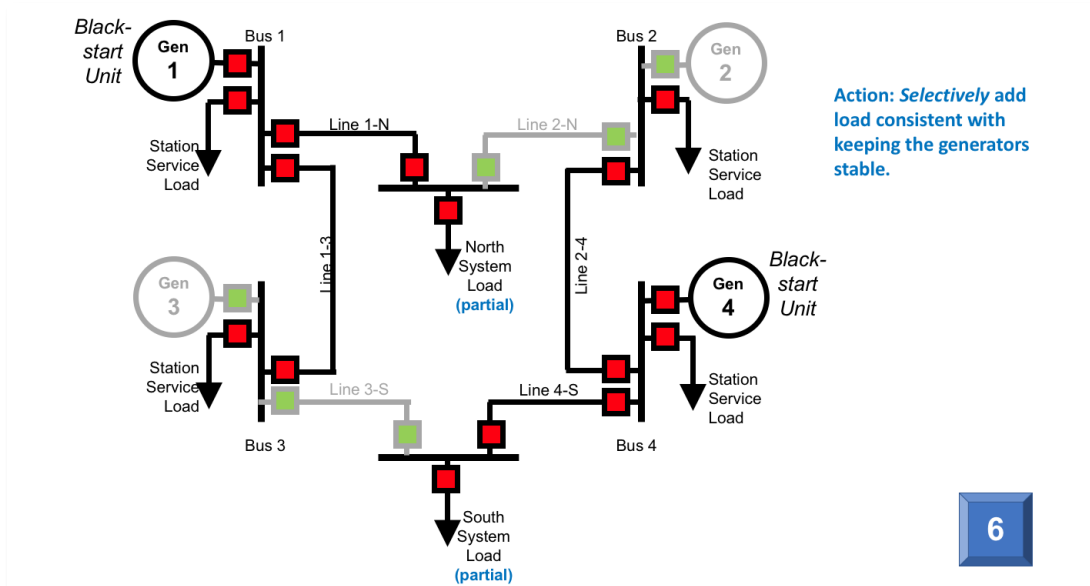 Black-
start
Unit
Gen
1
Bus 1
Station
Service
Load
Line 1-N
Line 2-N
Bus 2
Gen
2
Station
Service
Load
Action: Selectively add
load consistent with
keeping the generators
stable.
North
System
Load
(partial)
Line 1-3
Line 2-4
Gen
3
Station
Service
Load
Bus 3
Line 3-S
Line 4-S
Gen
4
Black-
start
Unit
Station
Service
Load
Bus 4
South
System
Load
(partial)
6